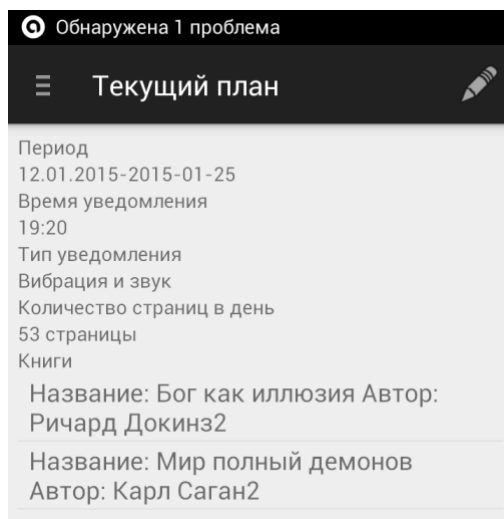 Обнаружена 1 проблема
Текущий план
Период
12.01.2015-2015-01-25
Время уведомления
19:20
Тип уведомления
Вибрация и звук
Количество страниц в день
53 страницы
Книги
Название: Бог как иллюзия Автор:
Ричард Докинз2
Название: Мир полный демонов
Автор: Карл Саган2